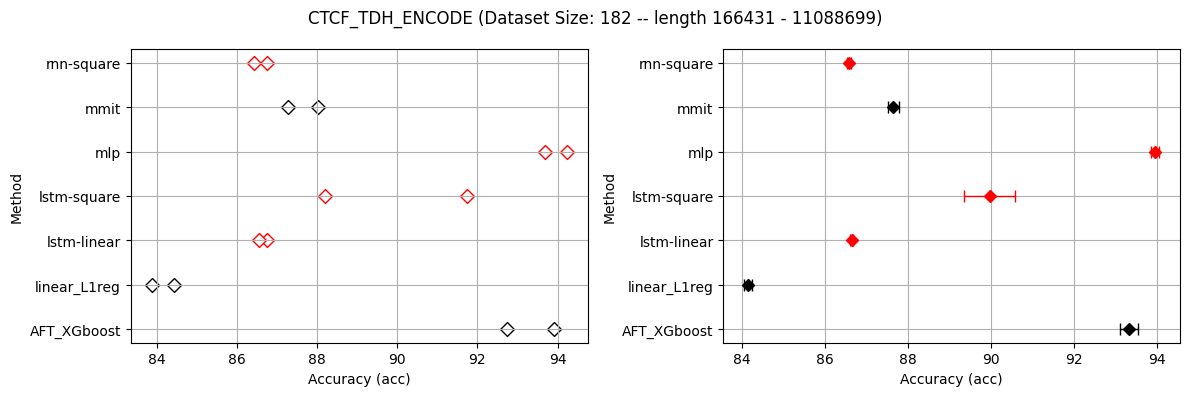 CTCF_TDH_ENCODE (Dataset Size: 182 -- length 166431 - 11088699)
Method
rnn-square
mmit
mlp
lstm-square
lstm-linear
linear_L1reg
AFT_XGboost
84 86 88 90 92 94
Accuracy (acc)
Method
rnn-square
mmit
mlp
lstm-square
lstm-linear
linear_L1reg
AFT_XGboost
84 86 88 90 92 94
Accuracy (acc)